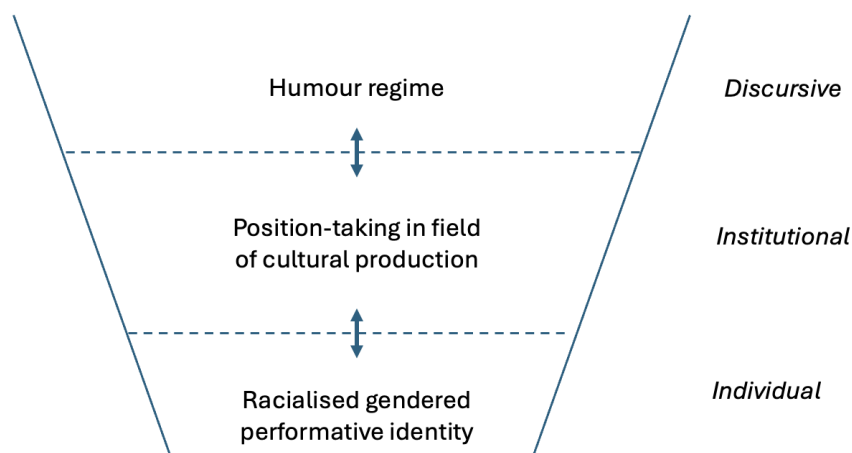 Humour regime
Discursive
Position-taking in field
of cultural production
Institutional
Racialised gendered
performative identity
Individual